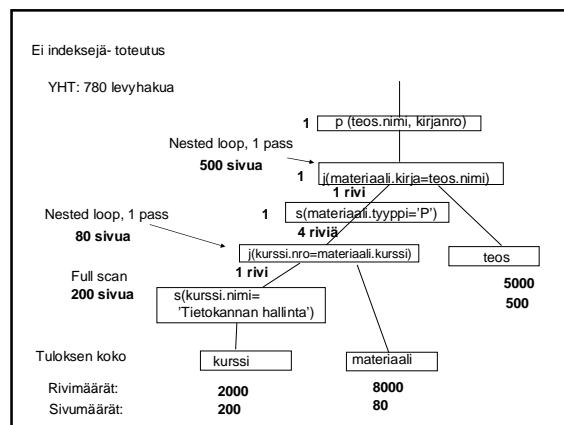 Ei indeksejä- toteutus
YHT: 780 levyhakua
1 p (teos.nimi, kirjanro)
Nested loop, 1 pass
500 sivua
1 j(materiaali.kirja=teos.nimi)
1 rivi
Nested loop, 1 pass
80 sivua
1 s(materiaali.tyyppi='P')
4 riviä
j(kurssi.nro=materiaali.kurssi)
teos
1 rivi
5000
500
Full scan
200 sivua
s(kurssi.nimi=
'Tietokannan hallinta')
Tuloksen koko
kurssi
materiaali
Rivimäärät: 2000 8000
Sivumäärät: 200 80